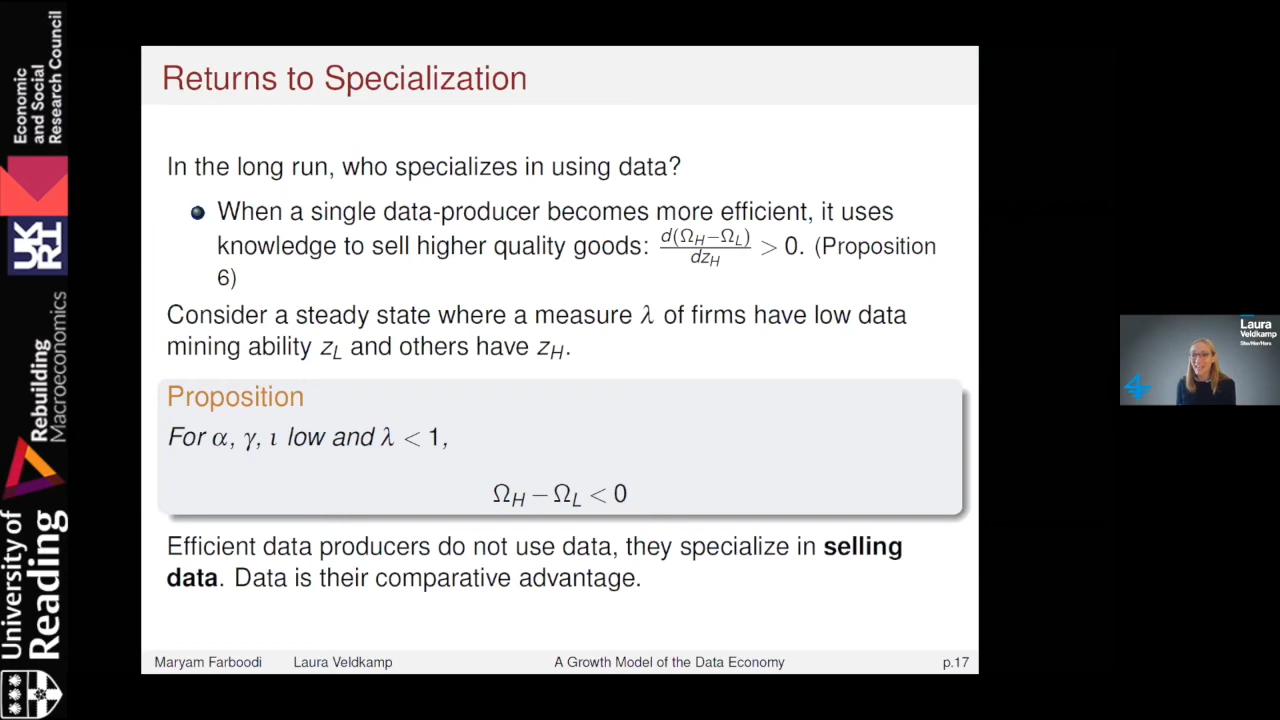 Economic
and Social
Research Council
UK
RI
Rebuilding
Macroeconomics
University of
Reading
Returns to Specialization
In the long run, who specializes in using data?
When a single data-producer becomes more efficient, it uses
knowledge to sell higher quality goods: d(Ω_H−Ω_L)/dz_H > 0. (Proposition
6)
Consider a steady state where a measure λ of firms have low data
mining ability z_L and others have z_H.
Proposition
For α, γ, ι low and λ < 1,
Ω_H − Ω_L < 0
Efficient data producers do not use data, they specialize in selling
data. Data is their comparative advantage.
Maryam Farboodi Laura Veldkamp A Growth Model of the Data Economy p.17
Laura
Veldkamp
She/Her/Hers